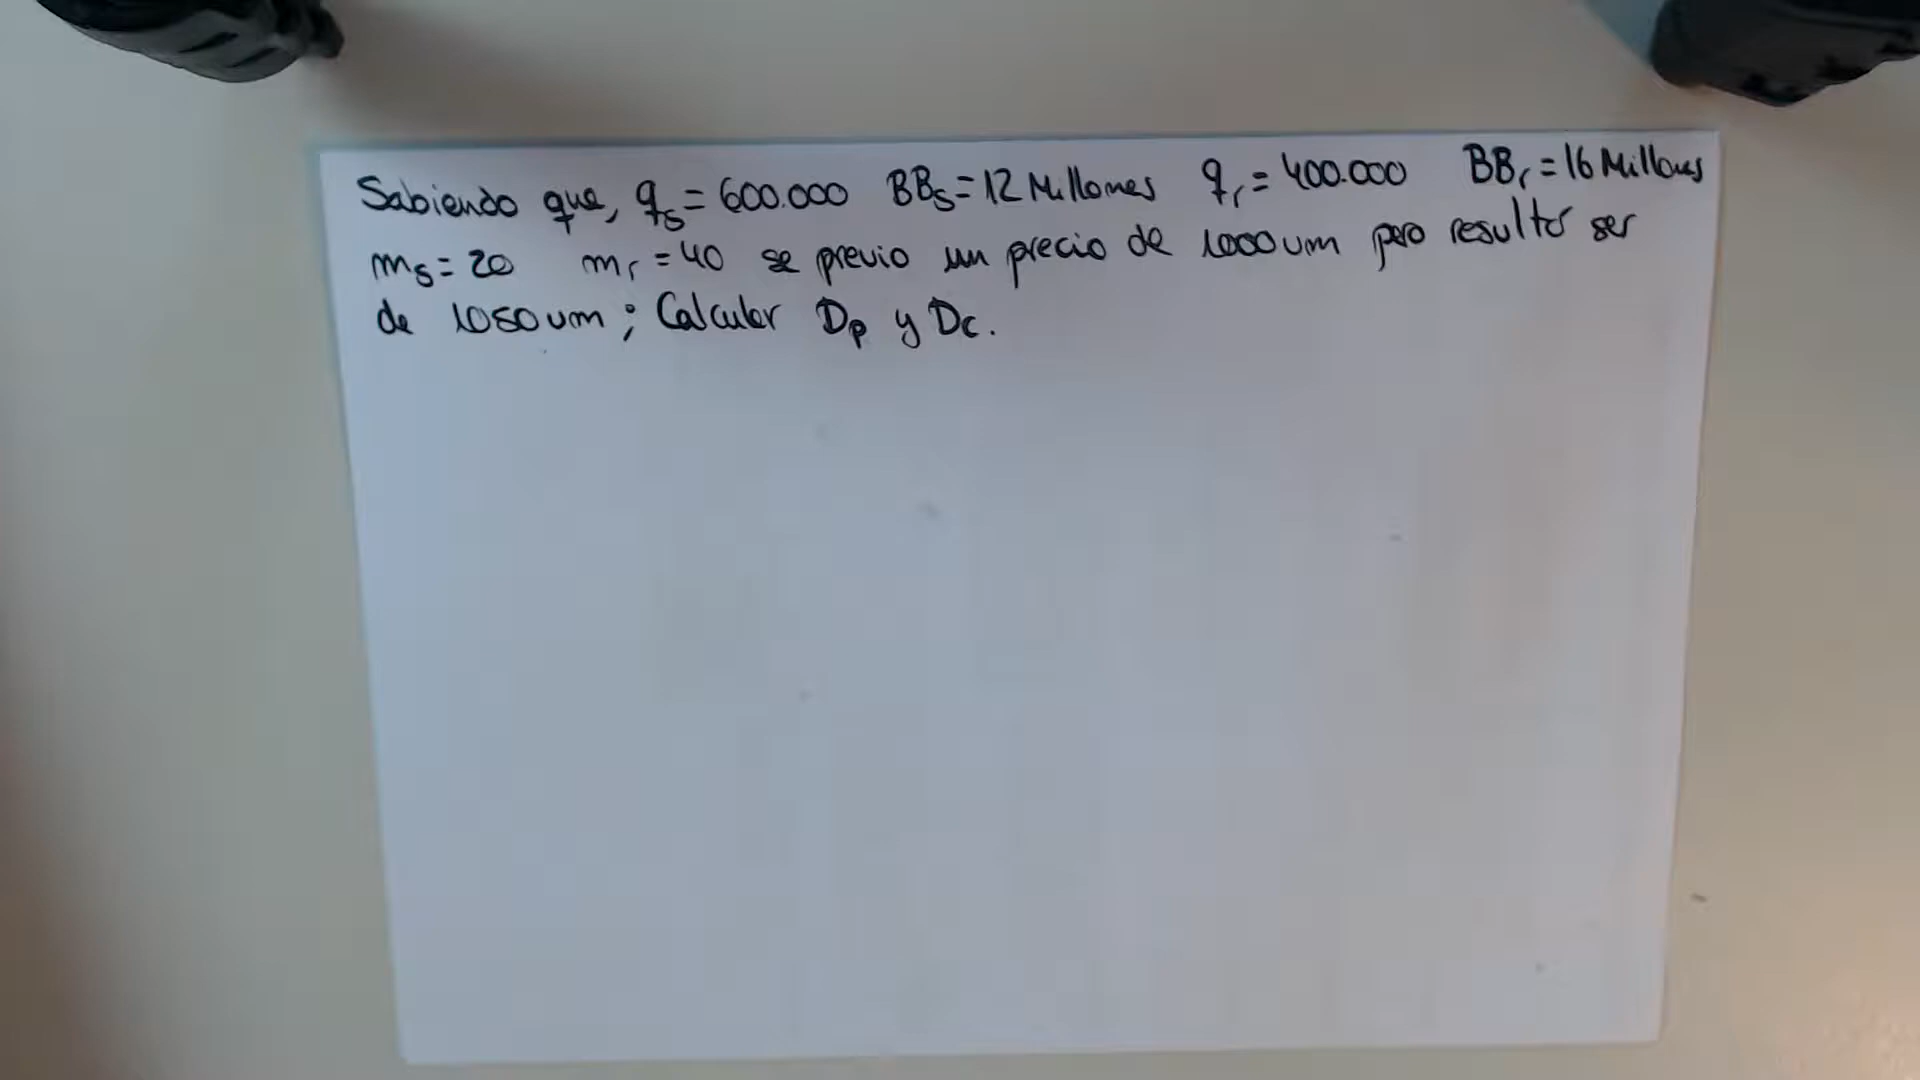 Sabiendo que, qs = 600.000 BBs = 12 Millones qr = 400.000 BBr = 16 Millones
ms = 20 mr = 40 se previo un precio de 1000 um pero resulto ser
de 1050 um ; Calcular Dp y Dc.